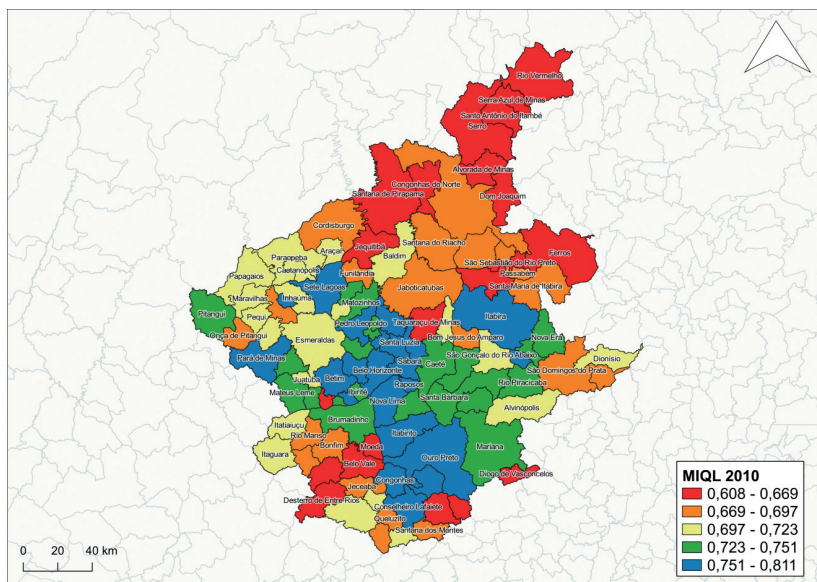 Rio Vermelho
Serra Azul de Minas
Santo Antônio do Itambé
Serro
Alvorada de Minas
Congonhas do Norte
Santana de Pirapama
Dom Joaquim
Cordisburgo
Jequitibá
Santana do Riacho
Araçaí
Baldim
Ferros
Paraopeba
São Sebastião do Rio Preto
Caetanópolis
Funilândia
Passabém
Papagaios
Sete Lagoas
Jaboticatubas
Santa Maria de Itabira
Maravilhas
Inhaúma
Matozinhos
Pitangui
Pequi
Itabira
Pedro Leopoldo
Taquaraçu de Minas
Onça de Pitangui
Esmeraldas
Santa Luzia
Bom Jesus do Amparo
Nova Era
São Gonçalo do Rio Abaixo
Dionísio
Pará de Minas
Sabará
Caeté
Belo Horizonte
São Domingos do Prata
Juatuba
Betim
Raposos
Rio Piracicaba
Mateus Leme
Ibirité
Nova Lima
Santa Bárbara
Alvinópolis
Brumadinho
Itatiaiuçu
Itabirito
Rio Manso
Mariana
Bonfim
Moeda
Itaguara
Belo Vale
Ouro Preto
Diogo de Vasconcelos
Jeceaba
Congonhas
Desterro de Entre Rios
Conselheiro Lafaiete
Queluzito
Santana dos Montes
MIQL 2010
0,608 - 0,669
0,669 - 0,697
0,697 - 0,723
0,723 - 0,751
0,751 - 0,811
0 20 40 km